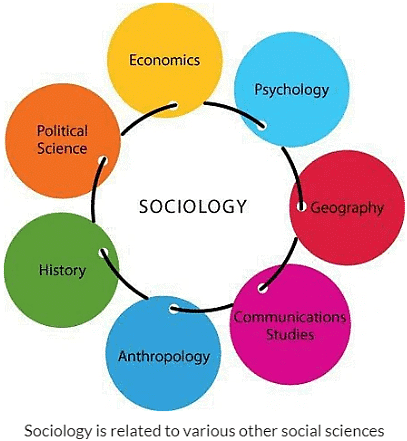 Economics
Psychology
Political
Science
SOCIOLOGY
Geography
History
Communications
Studies
Anthropology
Sociology is related to various other social sciences